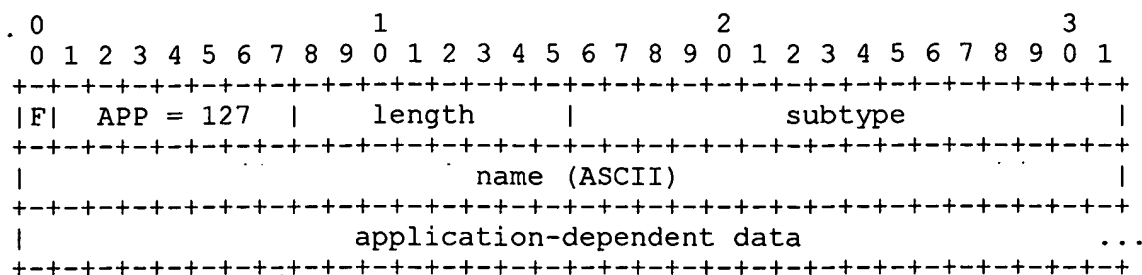 0                   1                   2                   3
0 1 2 3 4 5 6 7 8 9 0 1 2 3 4 5 6 7 8 9 0 1 2 3 4 5 6 7 8 9 0 1
+-+-+-+-+-+-+-+-+-+-+-+-+-+-+-+-+-+-+-+-+-+-+-+-+-+-+-+-+-+-+-+-+
|F| APP = 127 | length | subtype |
+-+-+-+-+-+-+-+-+-+-+-+-+-+-+-+-+-+-+-+-+-+-+-+-+-+-+-+-+-+-+-+-+
| name (ASCII) |
+-+-+-+-+-+-+-+-+-+-+-+-+-+-+-+-+-+-+-+-+-+-+-+-+-+-+-+-+-+-+-+-+
| application-dependent data ...
+-+-+-+-+-+-+-+-+-+-+-+-+-+-+-+-+-+-+-+-+-+-+-+-+-+-+-+-+-+-+-+-+